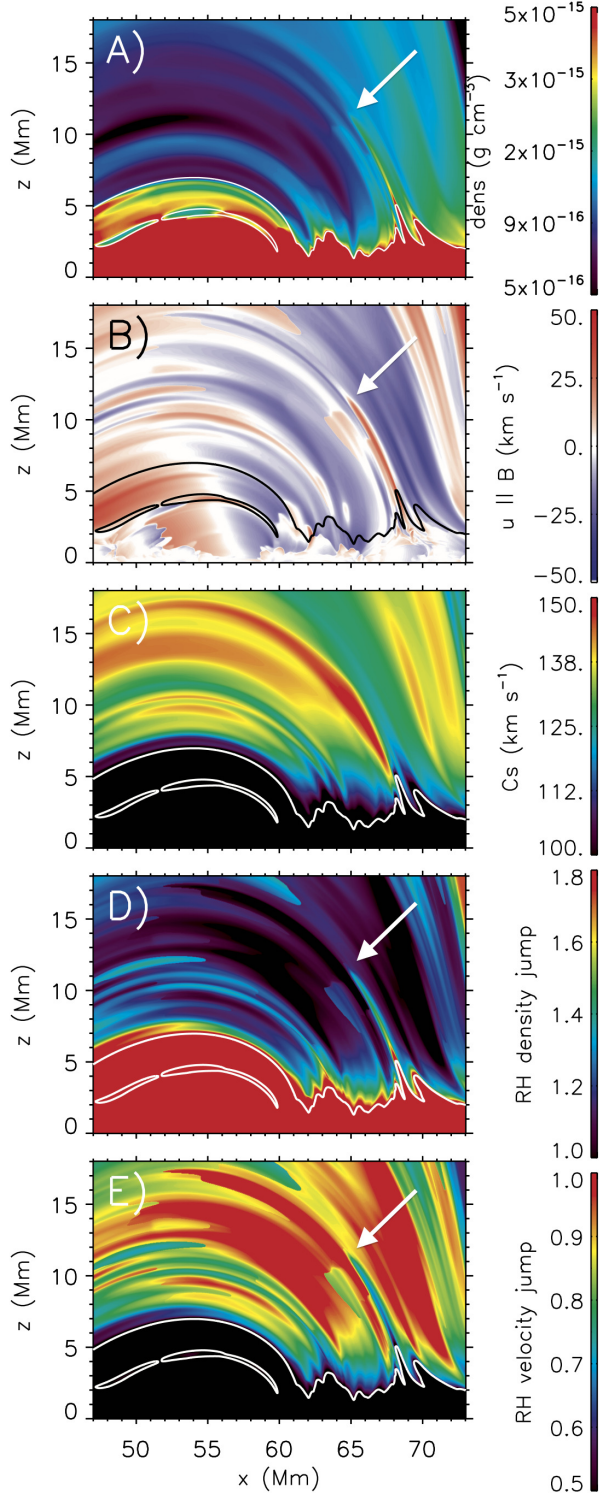 A)
z (Mm)
15
10
5
0
dens (g cm⁻³)
5x10⁻¹⁵
3x10⁻¹⁵
2x10⁻¹⁵
9x10⁻¹⁶
5x10⁻¹⁶
B)
z (Mm)
15
10
5
0
u || B (km s⁻¹)
50.
25.
0.
−25.
−50.
C)
z (Mm)
15
10
5
0
Cs (km s⁻¹)
150.
138.
125.
112.
100.
D)
z (Mm)
15
10
5
0
RH density jump
1.8
1.6
1.4
1.2
1.0
E)
z (Mm)
15
10
5
0
RH velocity jump
1.0
0.9
0.8
0.7
0.6
0.5
50 55 60 65 70
x (Mm)